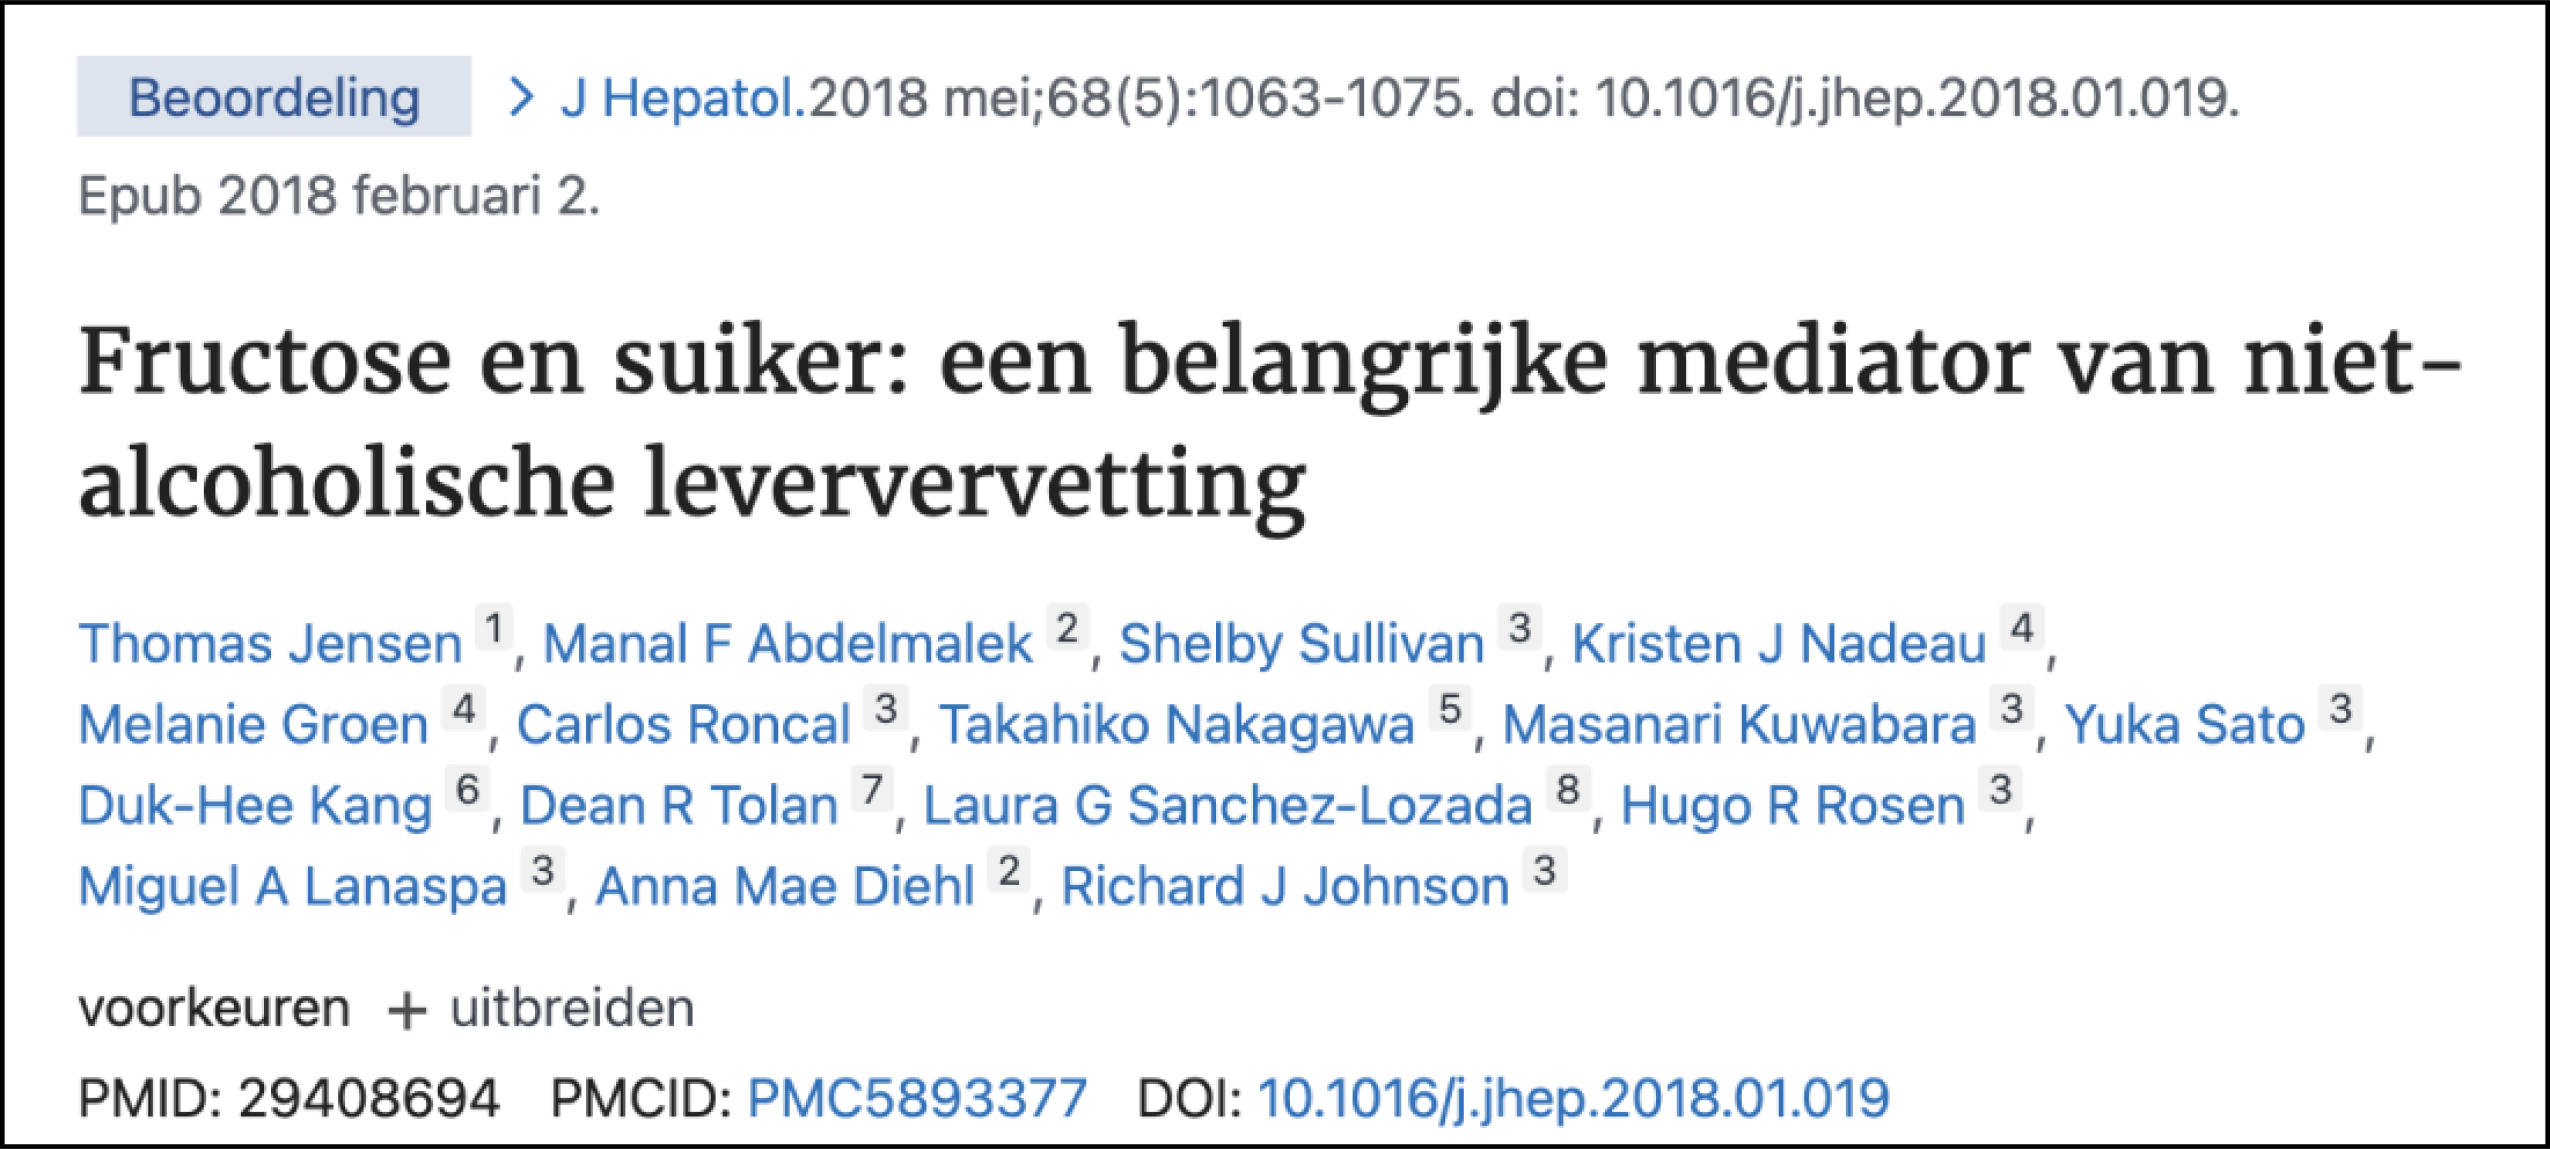 Beoordeling > J Hepatol.2018 mei;68(5):1063-1075. doi: 10.1016/j.jhep.2018.01.019.
Epub 2018 februari 2.
Fructose en suiker: een belangrijke mediator van niet-
alcoholische leververvetting
Thomas Jensen 1, Manal F Abdelmalek 2, Shelby Sullivan 3, Kristen J Nadeau 4,
Melanie Groen 4, Carlos Roncal 3, Takahiko Nakagawa 5, Masanari Kuwabara 3, Yuka Sato 3,
Duk-Hee Kang 6, Dean R Tolan 7, Laura G Sanchez-Lozada 8, Hugo R Rosen 3,
Miguel A Lanaspa 3, Anna Mae Diehl 2, Richard J Johnson 3
voorkeuren + uitbreiden
PMID: 29408694 PMCID: PMC5893377 DOI: 10.1016/j.jhep.2018.01.019